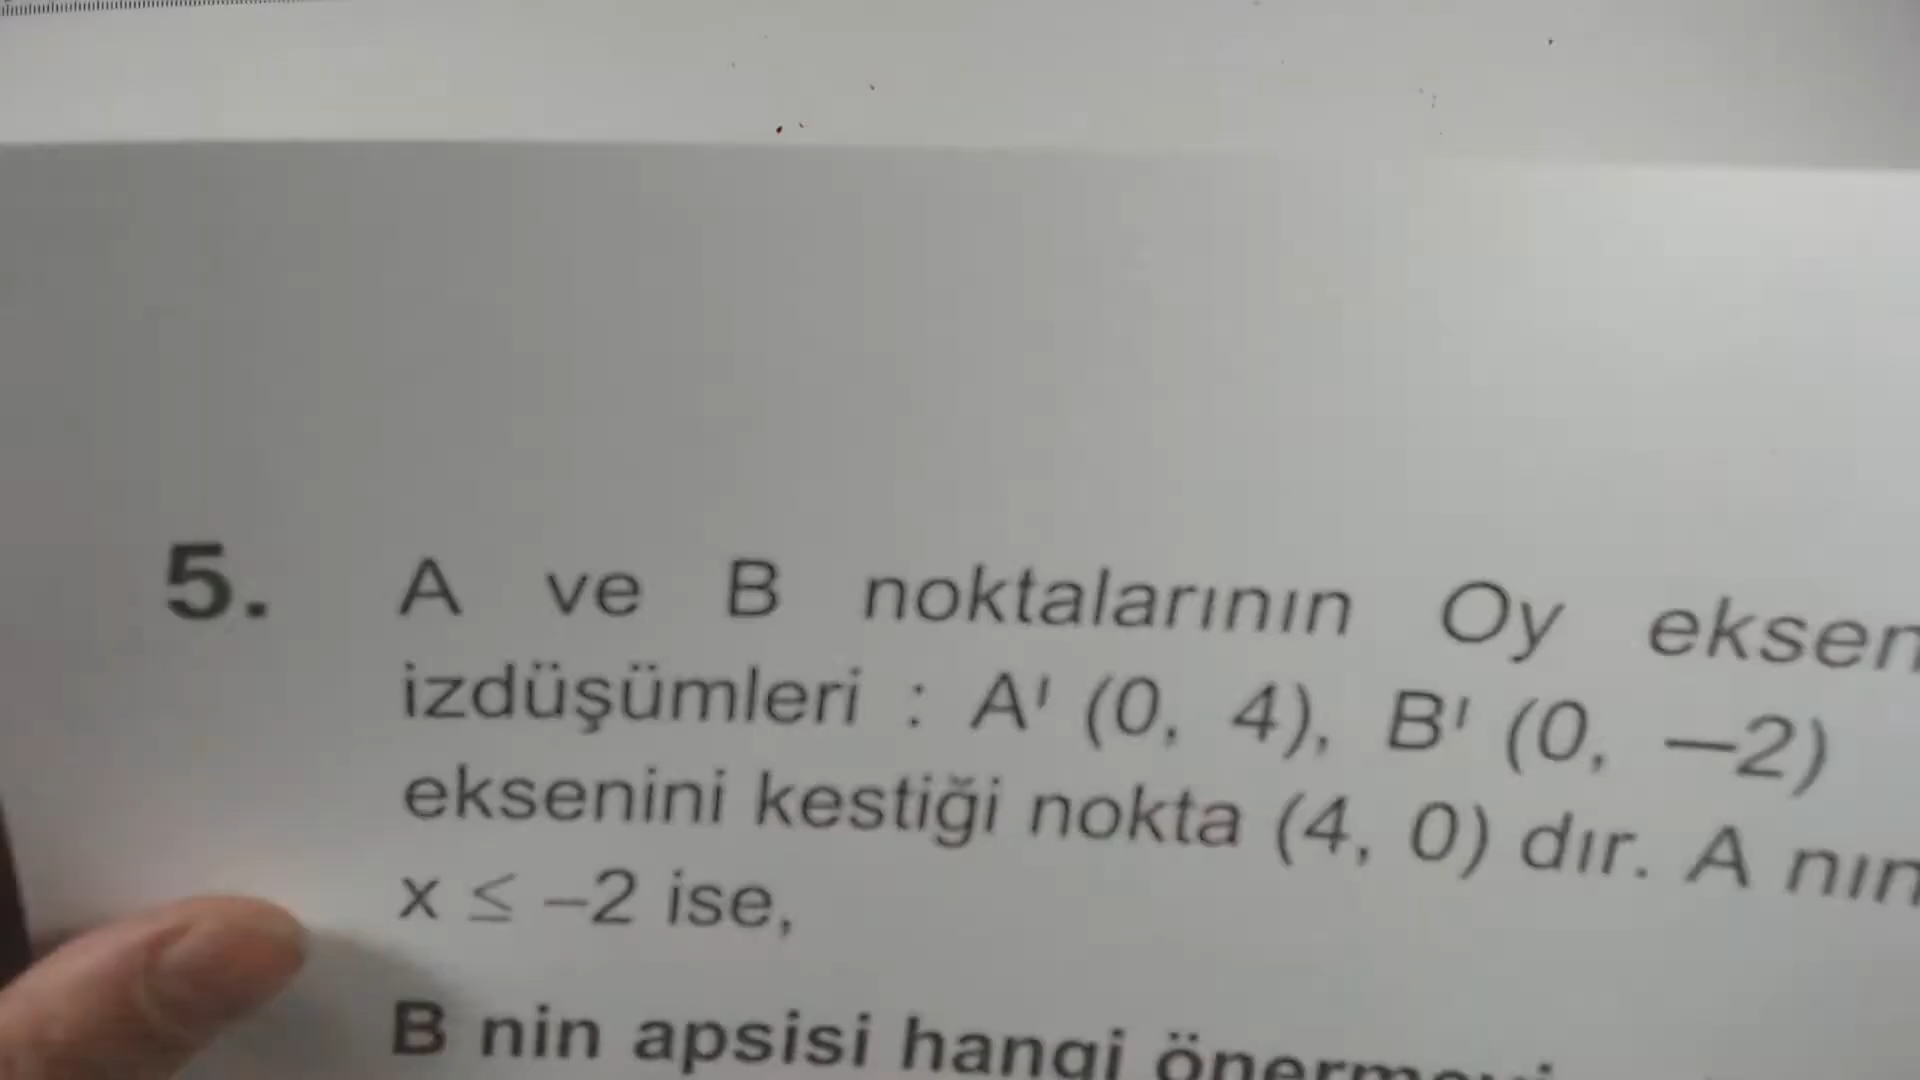 5. A ve B noktalarının Oy eksen
izdüşümleri : A' (0, 4), B' (0, −2)
eksenini kestiği nokta (4, 0) dır. A nın
x ≤ −2 ise,
B nin apsisi hangi